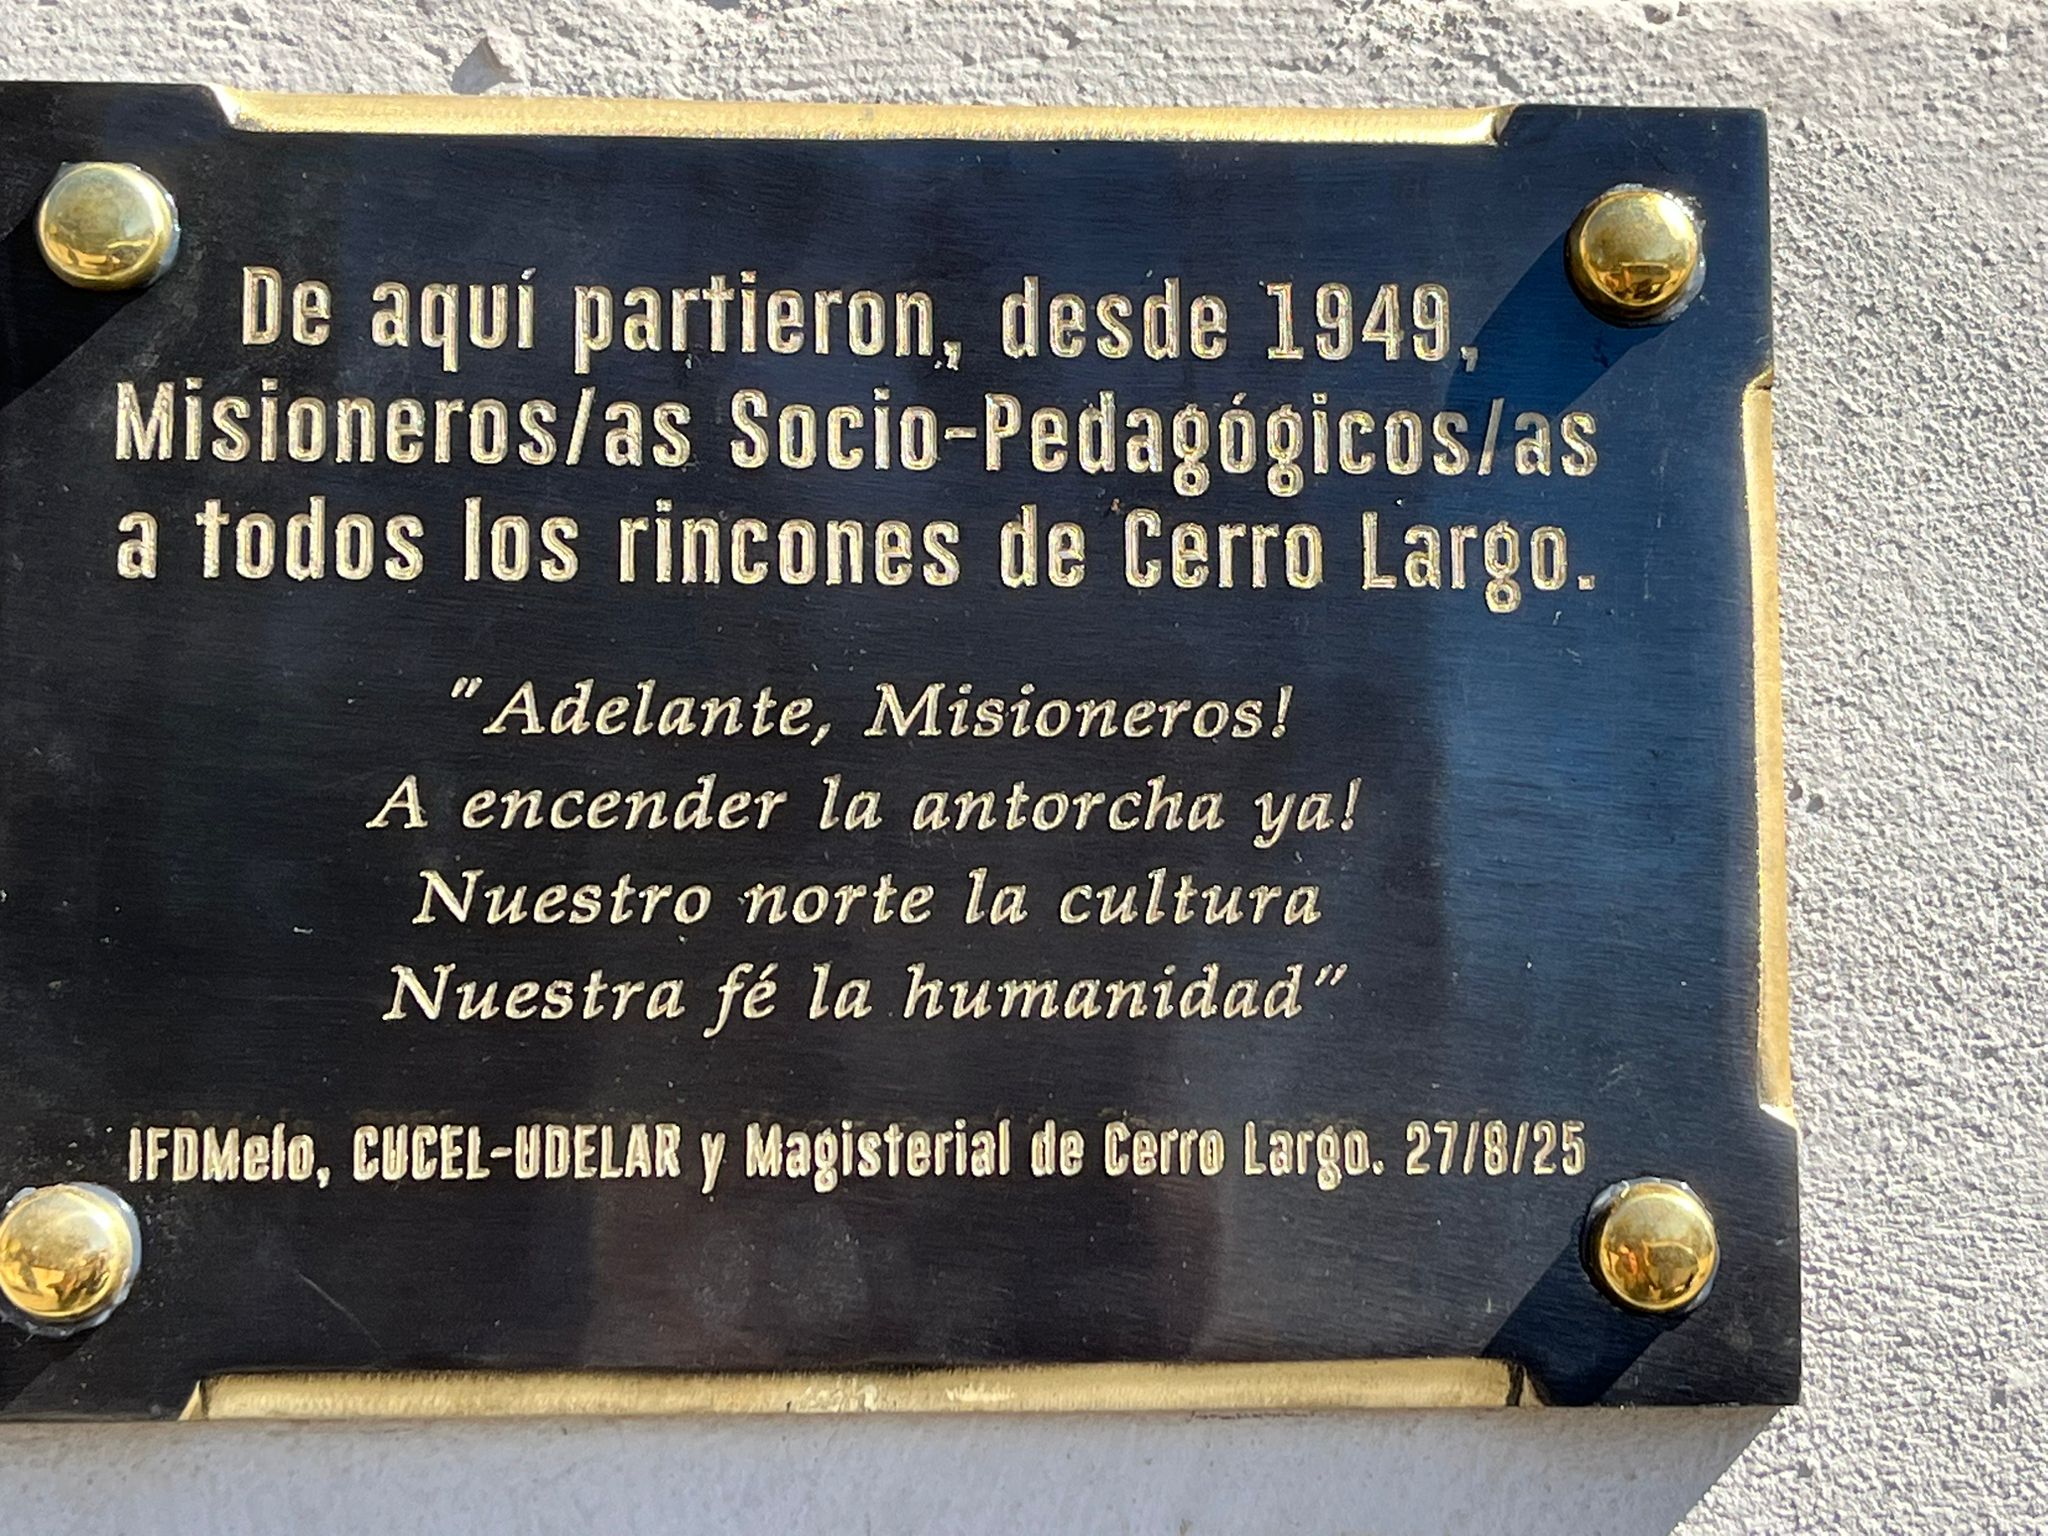 De aquí partieron, desde 1949,
Misioneros/as Socio-Pedagógicos/as
a todos los rincones de Cerro Largo.
"Adelante, Misioneros!
A encender la antorcha ya!
Nuestro norte la cultura
Nuestra fé la humanidad"
IFDMelo, CUCEL-UDELAR y Magisterial de Cerro Largo. 27/8/25